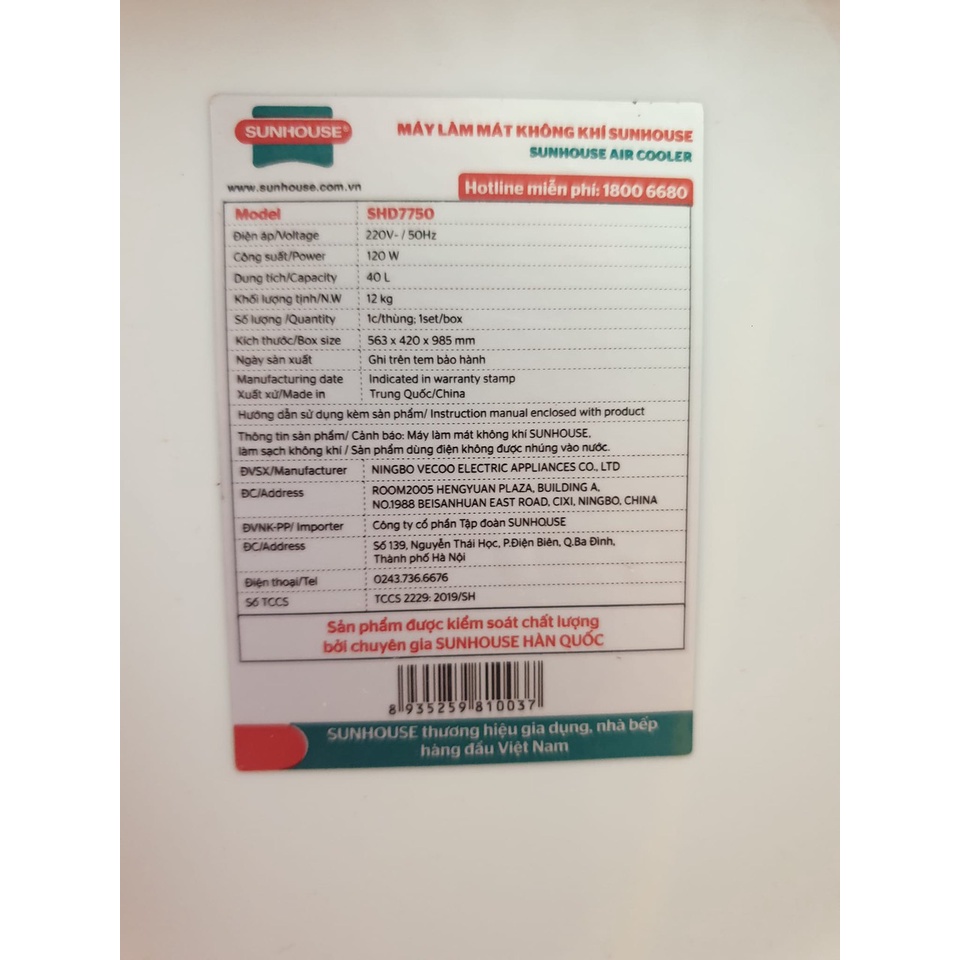 SUNHOUSE®
MÁY LÀM MÁT KHÔNG KHÍ SUNHOUSE
SUNHOUSE AIR COOLER
www.sunhouse.com.vn
Hotline miễn phí: 1800 6680
Model SHD7750
Điện áp/Voltage 220V~ / 50Hz
Công suất/Power 120 W
Dung tích/Capacity 40 L
Khối lượng tịnh/N.W 12 kg
Số lượng /Quantity 1c/thùng; 1set/box
Kích thước/Box size 563 x 420 x 985 mm
Ngày sản xuất Ghi trên tem bảo hành
Manufacturing date Indicated in warranty stamp
Xuất xứ/Made in Trung Quốc/China
Hướng dẫn sử dụng kèm sản phẩm/ Instruction manual enclosed with product
Thông tin sản phẩm/ Cảnh báo: Máy làm mát không khí SUNHOUSE,
làm sạch không khí / Sản phẩm dùng điện không được nhúng vào nước.
ĐVSX/Manufacturer NINGBO VECOO ELECTRIC APPLIANCES CO., LTD
ĐC/Address ROOM2005 HENGYUAN PLAZA, BUILDING A,
NO.1988 BEISANHUAN EAST ROAD, CIXI, NINGBO, CHINA
ĐVNK-PP/ Importer Công ty cổ phần Tập đoàn SUNHOUSE
ĐC/Address Số 139, Nguyễn Thái Học, P.Điện Biên, Q.Ba Đình,
Thành phố Hà Nội
Điện thoại/Tel 0243.736.6676
Số TCCS TCCS 2229: 2019/SH
Sản phẩm được kiểm soát chất lượng
bởi chuyên gia SUNHOUSE HÀN QUỐC
8 935259 810037
SUNHOUSE thương hiệu gia dụng, nhà bếp
hàng đầu Việt Nam